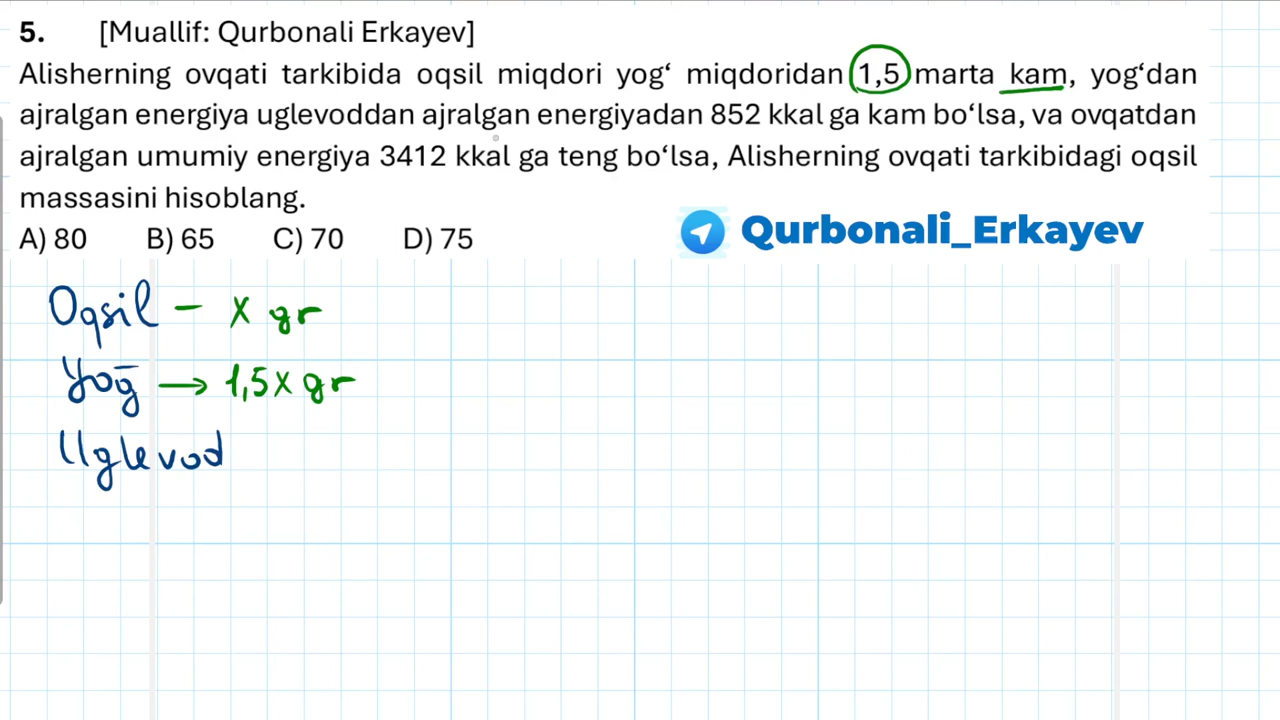 5. [Muallif: Qurbonali Erkayev]
Alisherning ovqati tarkibida oqsil miqdori yog‘ miqdoridan 1,5 marta kam, yog‘dan
ajralgan energiya uglevoddan ajralgan energiyadan 852 kkal ga kam bo‘lsa, va ovqatdan
ajralgan umumiy energiya 3412 kkal ga teng bo‘lsa, Alisherning ovqati tarkibidagi oqsil
massasini hisoblang.
A) 80 B) 65 C) 70 D) 75
Qurbonali_Erkayev
Oqsil – x gr
Yoḡ → 1,5x gr
Uglevod